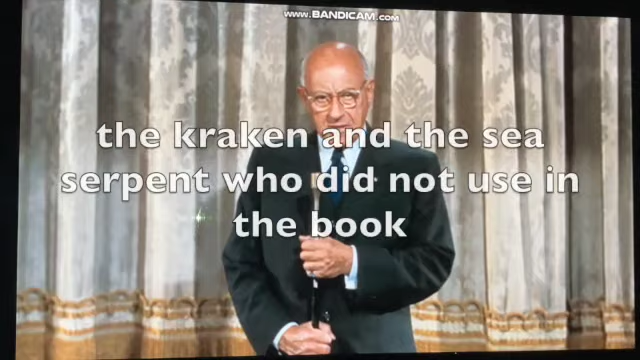 www.BANDICAM.com
the kraken and the sea
serpent who did not use in
the book